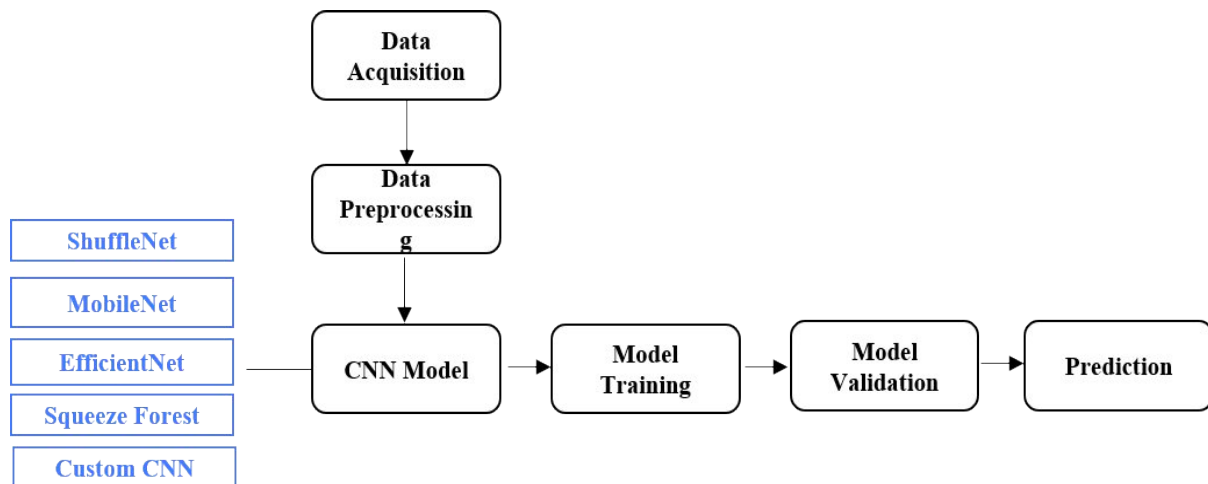 Data
Acquisition
Data
Preprocessin
g
ShuffleNet
MobileNet
EfficientNet
Squeeze Forest
Custom CNN
CNN Model
Model
Training
Model
Validation
Prediction